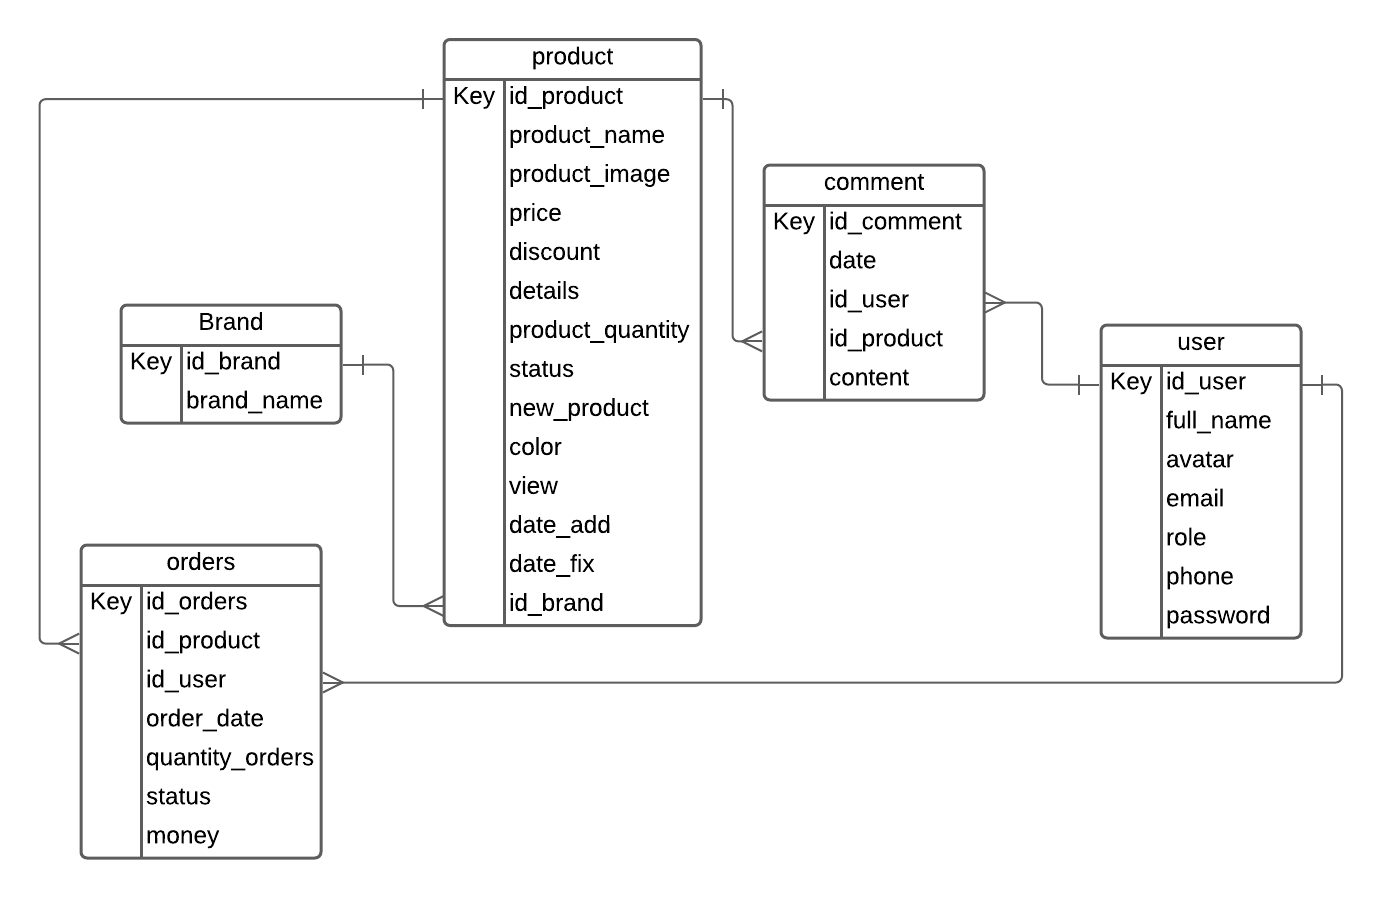 product
Key id_product
product_name
product_image
price
discount
details
product_quantity
status
new_product
color
view
date_add
date_fix
id_brand
comment
Key id_comment
date
id_user
id_product
content
Brand
Key id_brand
brand_name
user
Key id_user
full_name
avatar
email
role
phone
password
orders
Key id_orders
id_product
id_user
order_date
quantity_orders
status
money